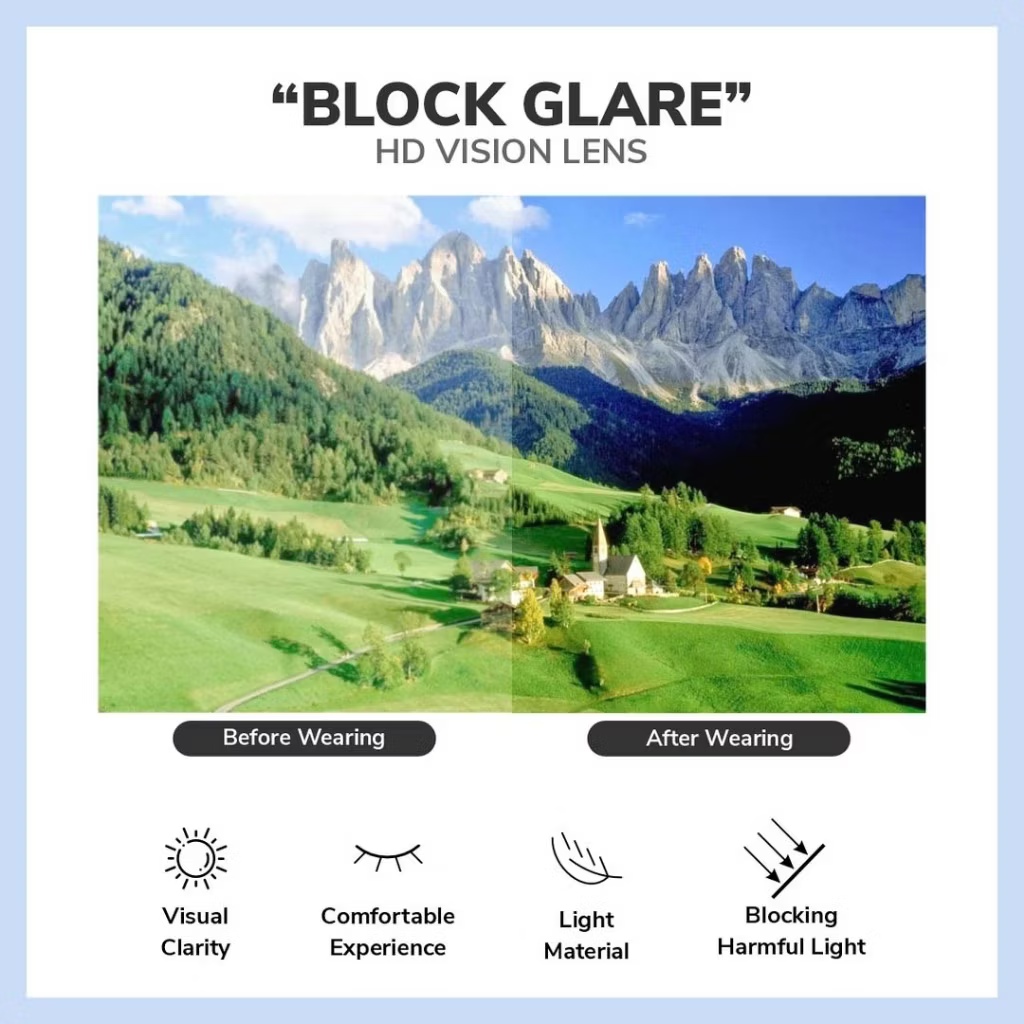 “BLOCK GLARE”
HD VISION LENS
Before Wearing
After Wearing
Visual
Clarity
Comfortable
Experience
Light
Material
Blocking
Harmful Light